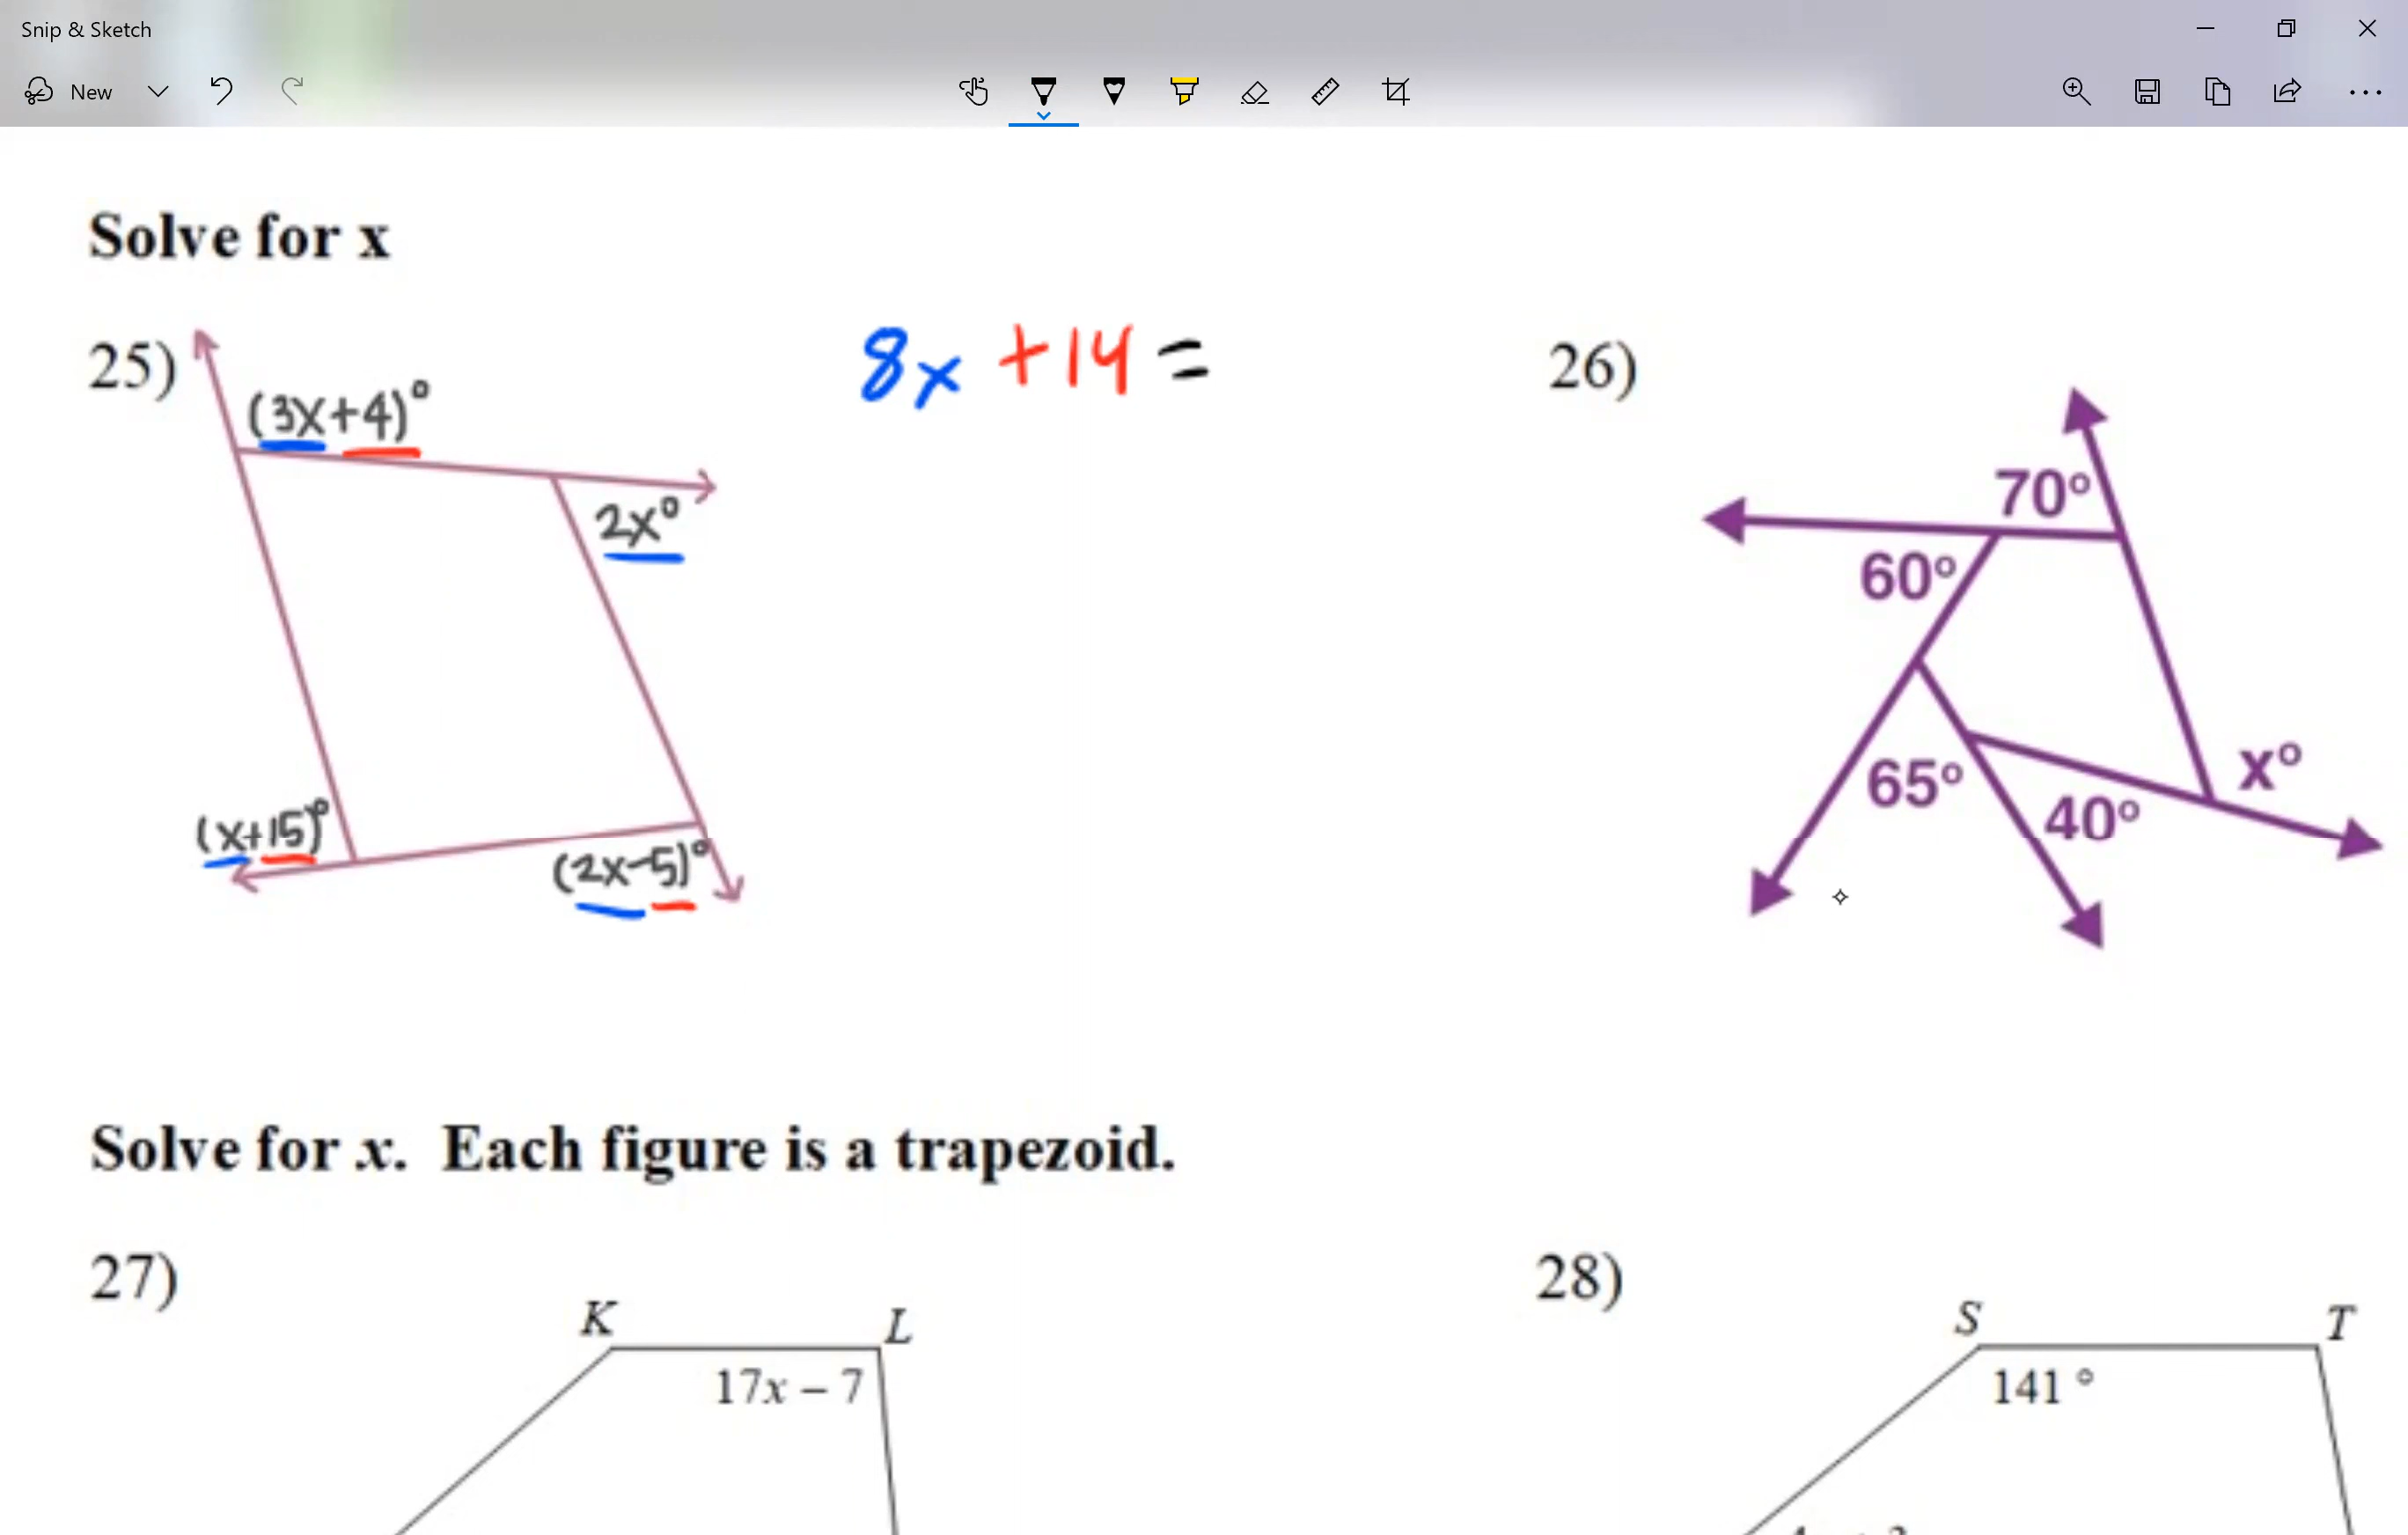 Snip & Sketch
New
Solve for x
25)
(3x+4)°
8x +14 =
26)
2x°
70°
60°
(x+15)°
(2x-5)°
65°
40°
x°
Solve for x. Each figure is a trapezoid.
27)
28)
K
L
S
T
17x – 7
141 °